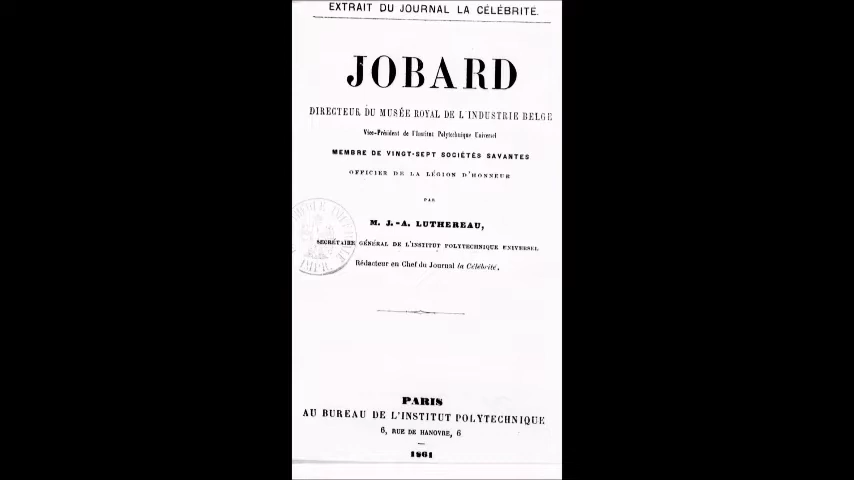 EXTRAIT DU JOURNAL LA CÉLÉBRITÉ.
JOBARD
DIRECTEUR DU MUSÉE ROYAL DE L'INDUSTRIE BELGE
Vice-Président de l'Institut Polytechnique Universel
MEMBRE DE VINGT-SEPT SOCIÉTÉS SAVANTES
OFFICIER DE LA LÉGION D'HONNEUR
PAR
M. J.-A. LUTHEREAU,
SECRÉTAIRE GÉNÉRAL DE L'INSTITUT POLYTECHNIQUE UNIVERSEL
Rédacteur en Chef du Journal la Célébrité.
IMPR.
PARIS
AU BUREAU DE L'INSTITUT POLYTECHNIQUE
6, RUE DE HANOVRE, 6
1861